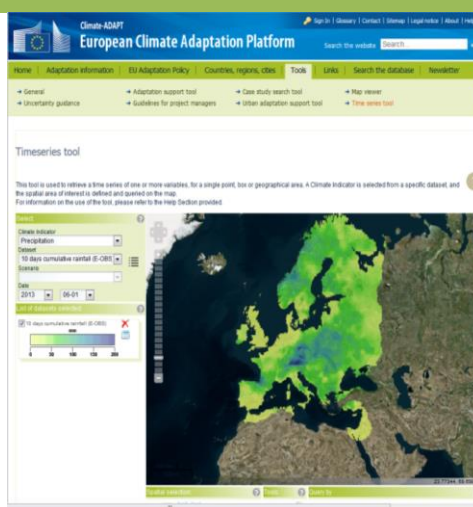 Climate-ADAPT
European Climate Adaptation Platform
Sign In | Glossary | Contact | Sitemap | Legal notice | About | Help
Search the website Search
Home Adaptation information EU Adaptation Policy Countries, regions, cities Tools Links Search the database Newsletter
General Adaptation support tool Case study search tool Map viewer
Uncertainty guidance Guidelines for project managers Urban adaptation support tool Time series tool
Timeseries tool
This tool is used to retrieve a time series of one or more variables, for a single point, box or geographical area. A Climate Indicator is selected from a specific dataset, and
the spatial area of interest is defined and queried on the map.
For information on the use of the tool, please refer to the Help Section provided.
Select
Climate Indicator
Precipitation
Dataset
10 days cumulative rainfall (E-OBS)
Scenario
Date
2013 06-01
List of datasets selected
10 days cumulative rainfall (E-OBS)
mm
0 50 100 150 200
Spatial selection Tools Query by